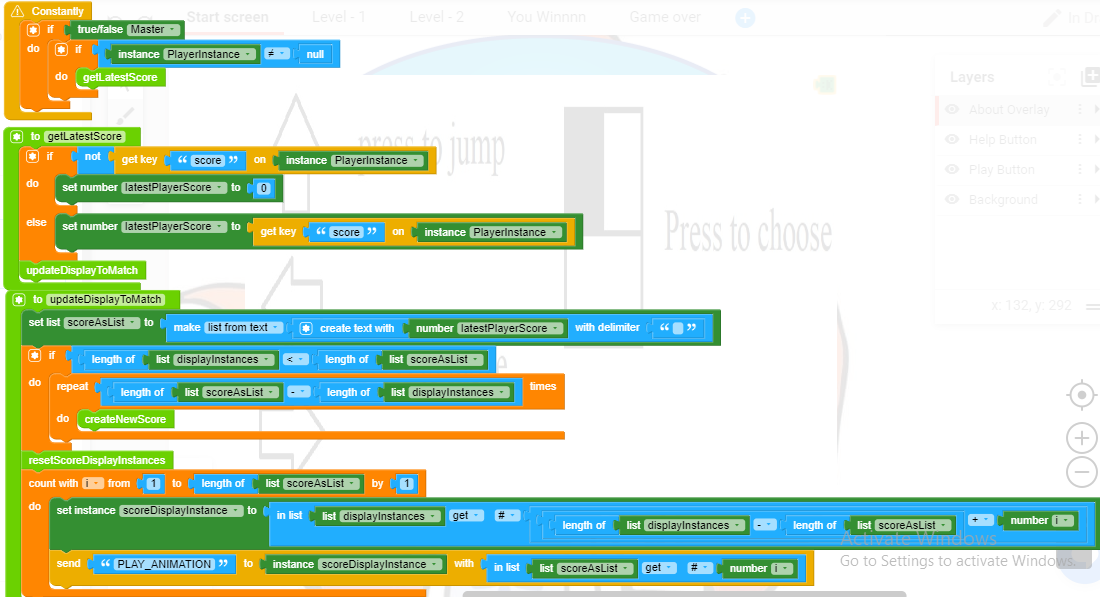 Constantly
Start screen Level - 1 Level - 2 You Winnnn Game over In Dr
if true/false Master
do if instance PlayerInstance ≠ null
do getLatestScore
Layers
About Overlay
Help Button
Play Button
Background
to getLatestScore
press to jump
if not get key “ score ” on instance PlayerInstance
do set number latestPlayerScore to 0
else set number latestPlayerScore to get key “ score ” on instance PlayerInstance
Press to choose
updateDisplayToMatch
x: 132, y: 292
to updateDisplayToMatch
set list scoreAsList to make list from text create text with number latestPlayerScore with delimiter “ ”
if length of list displayInstances < length of list scoreAsList
do repeat length of list scoreAsList - length of list displayInstances times
do createNewScore
resetScoreDisplayInstances
count with i from 1 to length of list scoreAsList by 1
do set instance scoreDisplayInstance to in list list displayInstances get # length of list displayInstances - length of list scoreAsList + number i
Activate Windows
Go to Settings to activate Windows.
send “ PLAY_ANIMATION ” to instance scoreDisplayInstance with in list list scoreAsList get # number i